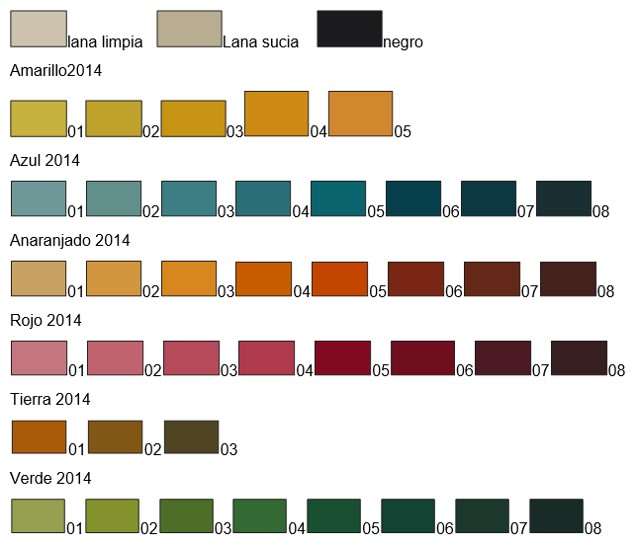 lana limpia Lana sucia negro
Amarillo2014
01 02 03 04 05
Azul 2014
01 02 03 04 05 06 07 08
Anaranjado 2014
01 02 03 04 05 06 07 08
Rojo 2014
01 02 03 04 05 06 07 08
Tierra 2014
01 02 03
Verde 2014
01 02 03 04 05 06 07 08